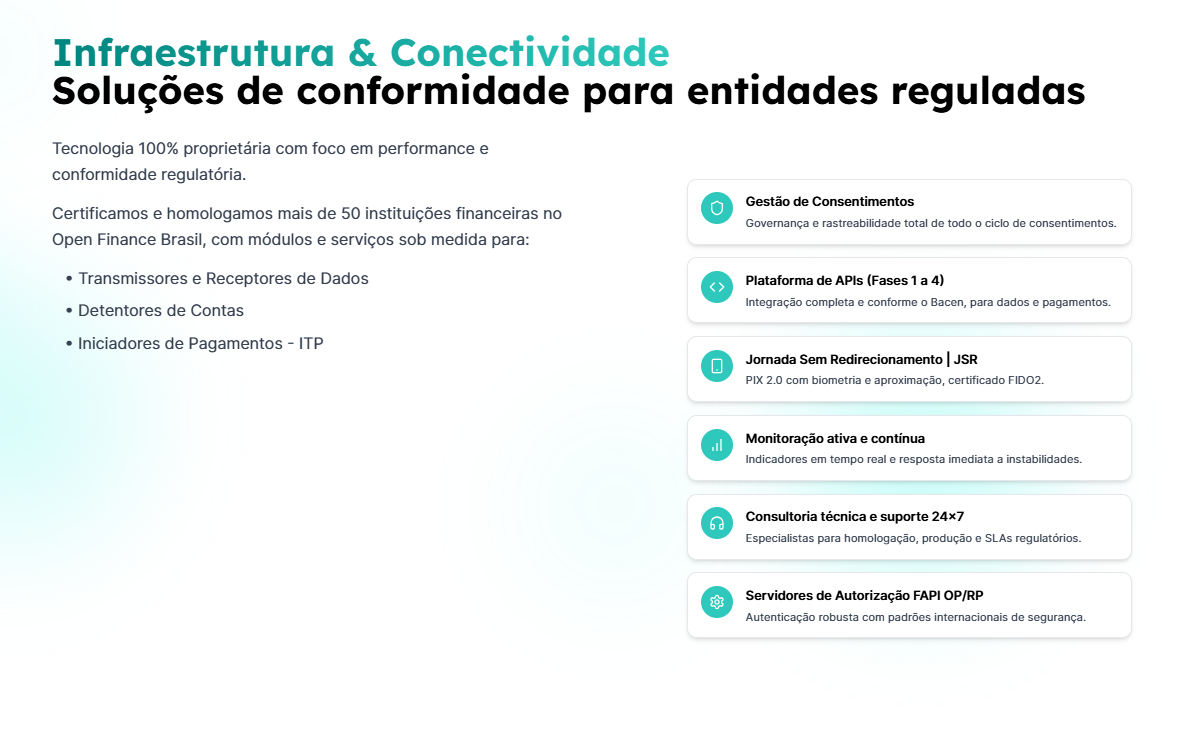 Infraestrutura & Conectividade
Soluções de conformidade para entidades reguladas
Tecnologia 100% proprietária com foco em performance e
conformidade regulatória.
Certificamos e homologamos mais de 50 instituições financeiras no
Open Finance Brasil, com módulos e serviços sob medida para:
• Transmissores e Receptores de Dados
• Detentores de Contas
• Iniciadores de Pagamentos - ITP
Gestão de Consentimentos
Governança e rastreabilidade total de todo o ciclo de consentimentos.
Plataforma de APIs (Fases 1 a 4)
Integração completa e conforme o Bacen, para dados e pagamentos.
Jornada Sem Redirecionamento | JSR
PIX 2.0 com biometria e aproximação, certificado FIDO2.
Monitoração ativa e contínua
Indicadores em tempo real e resposta imediata a instabilidades.
Consultoria técnica e suporte 24×7
Especialistas para homologação, produção e SLAs regulatórios.
Servidores de Autorização FAPI OP/RP
Autenticação robusta com padrões internacionais de segurança.